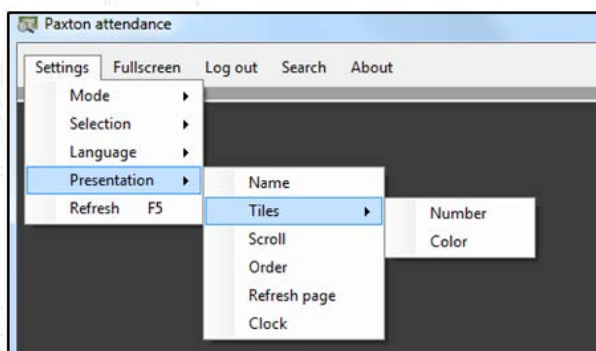 Paxton attendance
Settings Fullscreen Log out Search About
Mode
Selection
Language
Presentation
Refresh F5
Name
Tiles
Scroll
Order
Refresh page
Clock
Number
Color